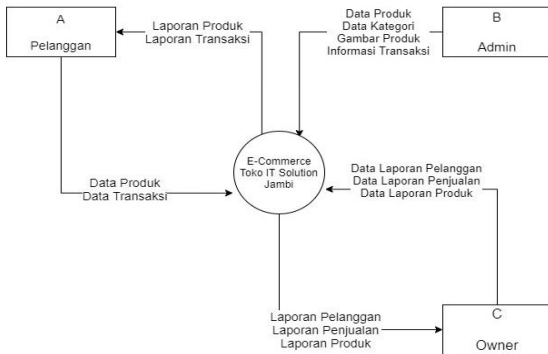 A
Pelanggan
Laporan Produk
Laporan Transaksi
Data Produk
Data Kategori
Gambar Produk
Informasi Transaksi
B
Admin
E-Commerce
Toko IT Solution
Jambi
Data Produk
Data Transaksi
Data Laporan Pelanggan
Data Laporan Penjualan
Data Laporan Produk
Laporan Pelanggan
Laporan Penjualan
Laporan Produk
C
Owner